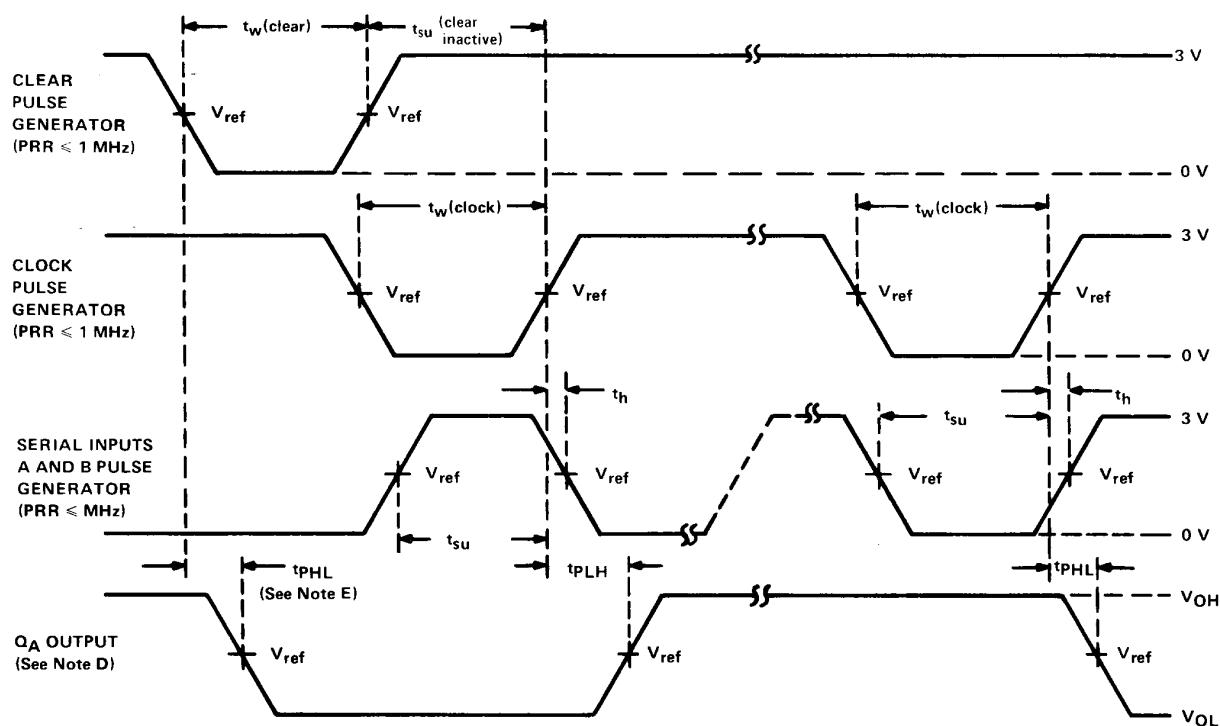 tw(clear)
tsu (clear
inactive)
CLEAR
PULSE
GENERATOR
(PRR ≤ 1 MHz)
Vref
Vref
3 V
0 V
tw(clock)
tw(clock)
CLOCK
PULSE
GENERATOR
(PRR ≤ 1 MHz)
Vref
Vref
Vref
Vref
3 V
0 V
th
tsu
th
SERIAL INPUTS
A AND B PULSE
GENERATOR
(PRR ≤ MHz)
Vref
Vref
Vref
Vref
3 V
0 V
tsu
tPHL
(See Note E)
tPLH
tPHL
QA OUTPUT
(See Note D)
Vref
Vref
Vref
VOH
VOL